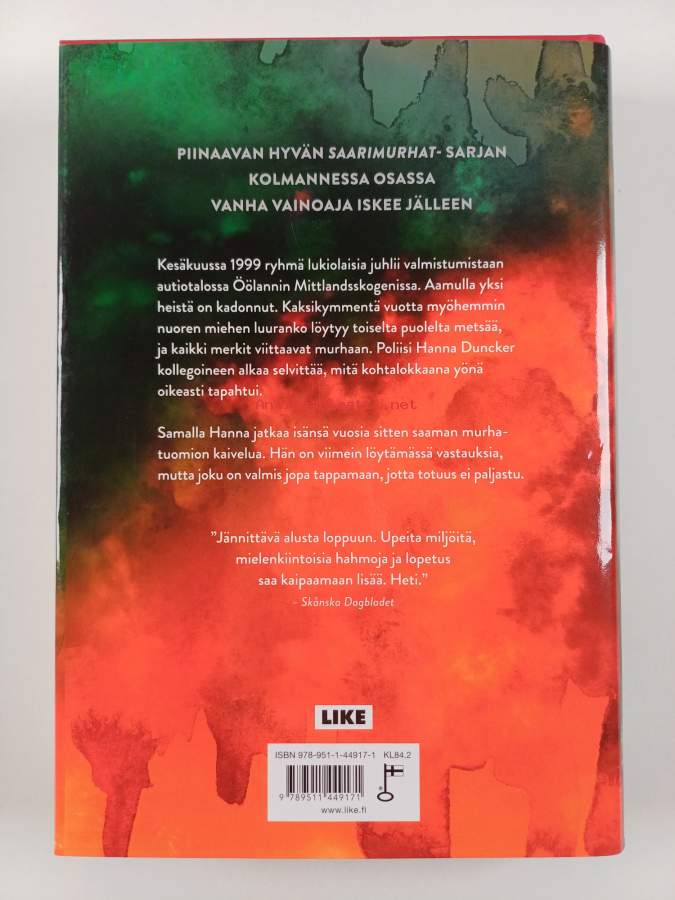 PIINAAVAN HYVÄN SAARIMURHAT- SARJAN
KOLMANNESSA OSASSA
VANHA VAINOAJA ISKEE JÄLLEEN
Kesäkuussa 1999 ryhmä lukiolaisia juhlii valmistumistaan
autiotalossa Öölannin Mittlandsskogenissa. Aamulla yksi
heistä on kadonnut. Kaksikymmentä vuotta myöhemmin
nuoren miehen luuranko löytyy toiselta puolelta metsää,
ja kaikki merkit viittaavat murhaan. Poliisi Hanna Duncker
kollegoineen alkaa selvittää, mitä kohtalokkaana yönä
oikeasti tapahtui.
Samalla Hanna jatkaa isänsä vuosia sitten saaman murha-
tuomion kaivelua. Hän on viimein löytämässä vastauksia,
mutta joku on valmis jopa tappamaan, jotta totuus ei paljastu.
”Jännittävä alusta loppuun. Upeita miljöitä,
mielenkiintoisia hahmoja ja lopetus
saa kaipaamaan lisää. Heti.”
– Skånska Dagbladet
LIKE
ISBN 978-951-1-44917-1 KL84.2
9 789511 449171
www.like.fi